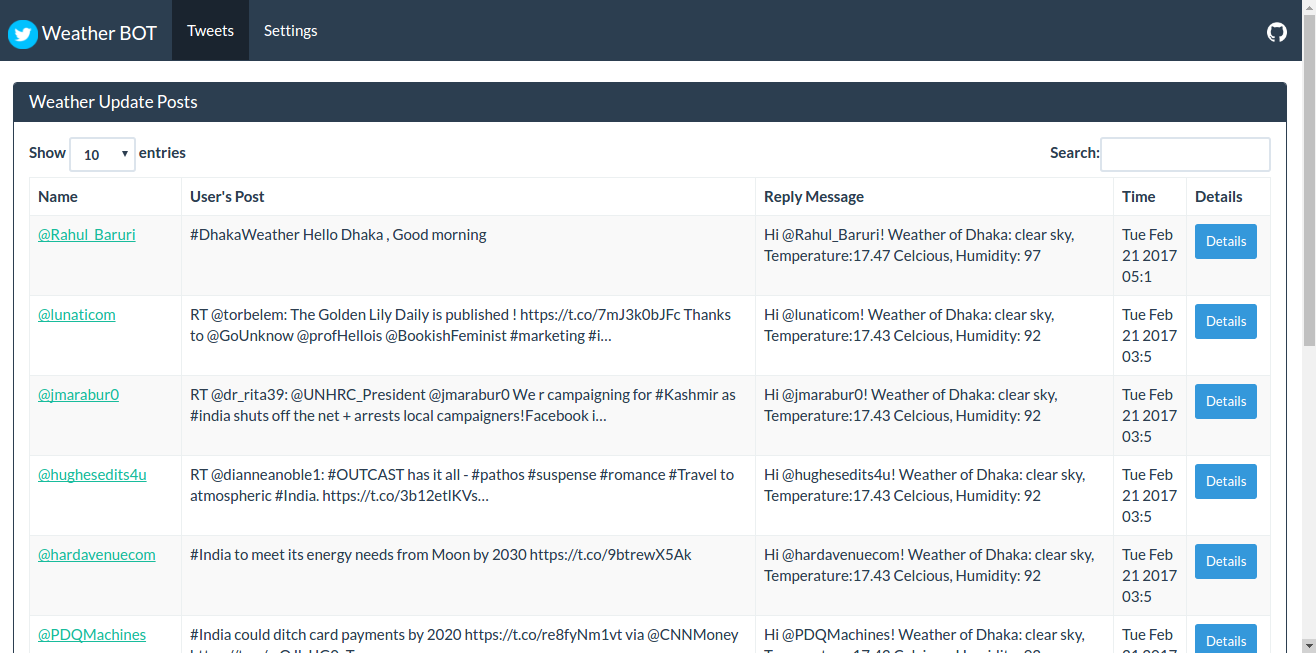 Weather BOT Tweets Settings
Weather Update Posts
Show 10 entries Search:
Name User's Post Reply Message Time Details
@Rahul_Baruri #DhakaWeather Hello Dhaka , Good morning Hi @Rahul_Baruri! Weather of Dhaka: clear sky, Tue Feb Details
Temperature:17.47 Celcious, Humidity: 97 21 2017
05:1
@lunaticom RT @torbelem: The Golden Lily Daily is published ! https://t.co/7mJ3k0bJFc Thanks Hi @lunaticom! Weather of Dhaka: clear sky, Tue Feb Details
to @GoUnknow @profHellois @BookishFeminist #marketing #i... Temperature:17.43 Celcious, Humidity: 92 21 2017
03:5
@jmarabur0 RT @dr_rita39: @UNHRC_President @jmarabur0 We r campaigning for #Kashmir as Hi @jmarabur0! Weather of Dhaka: clear sky, Tue Feb Details
#india shuts off the net + arrests local campaigners!Facebook i... Temperature:17.43 Celcious, Humidity: 92 21 2017
03:5
@hughesedits4u RT @dianneanoble1: #OUTCAST has it all - #pathos #suspense #romance #Travel to Hi @hughesedits4u! Weather of Dhaka: clear sky, Tue Feb Details
atmospheric #India. https://t.co/3b12etIKVs... Temperature:17.43 Celcious, Humidity: 92 21 2017
03:5
@hardavenuecom #India to meet its energy needs from Moon by 2030 https://t.co/9btrewX5Ak Hi @hardavenuecom! Weather of Dhaka: clear sky, Tue Feb Details
Temperature:17.43 Celcious, Humidity: 92 21 2017
03:5
@PDQMachines #India could ditch card payments by 2020 https://t.co/re8fyNm1vt via @CNNMoney Hi @PDQMachines! Weather of Dhaka: clear sky, Tue Feb Details
Temperature:17.43 Celcious, Humidity: 92 21 2017